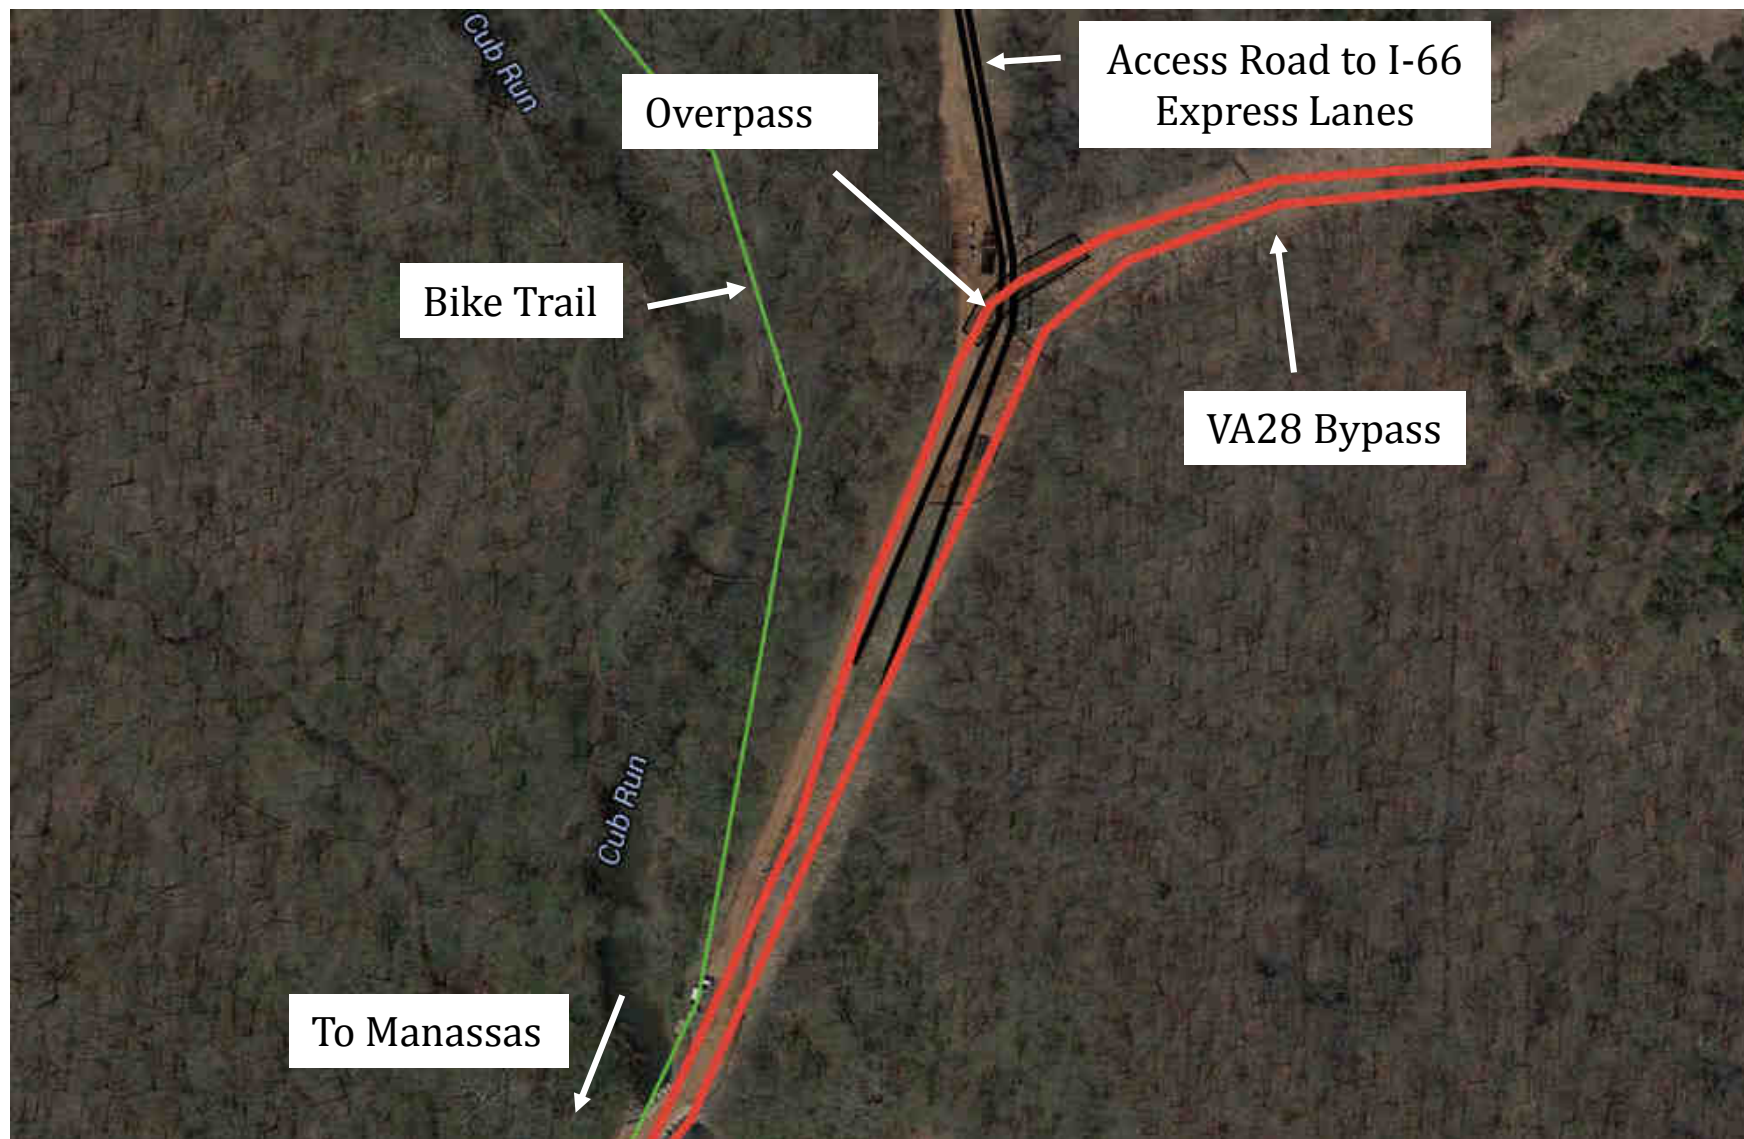 Cub Run
Access Road to I-66
Express Lanes
Overpass
Bike Trail
VA28 Bypass
Cub Run
To Manassas